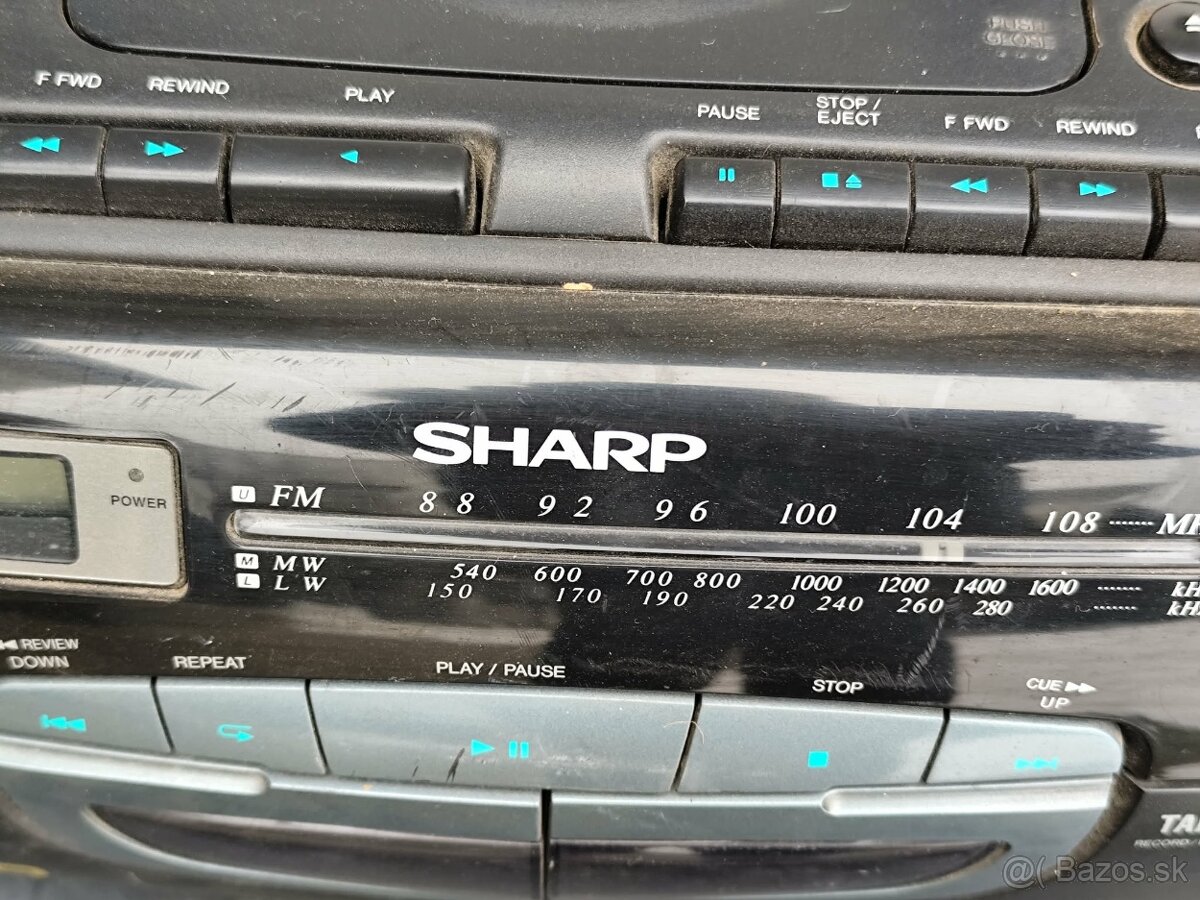 PUSH
CLOSE
F FWD REWIND PLAY PAUSE STOP / EJECT F FWD REWIND
SHARP
POWER
U FM 88 92 96 100 104 108
M MW 540 600 700 800 1000 1200 1400 1600
L LW 150 170 190 220 240 260 280
REVIEW
DOWN REPEAT PLAY / PAUSE STOP CUE
UP
RECORD/
@( Bazos.sk